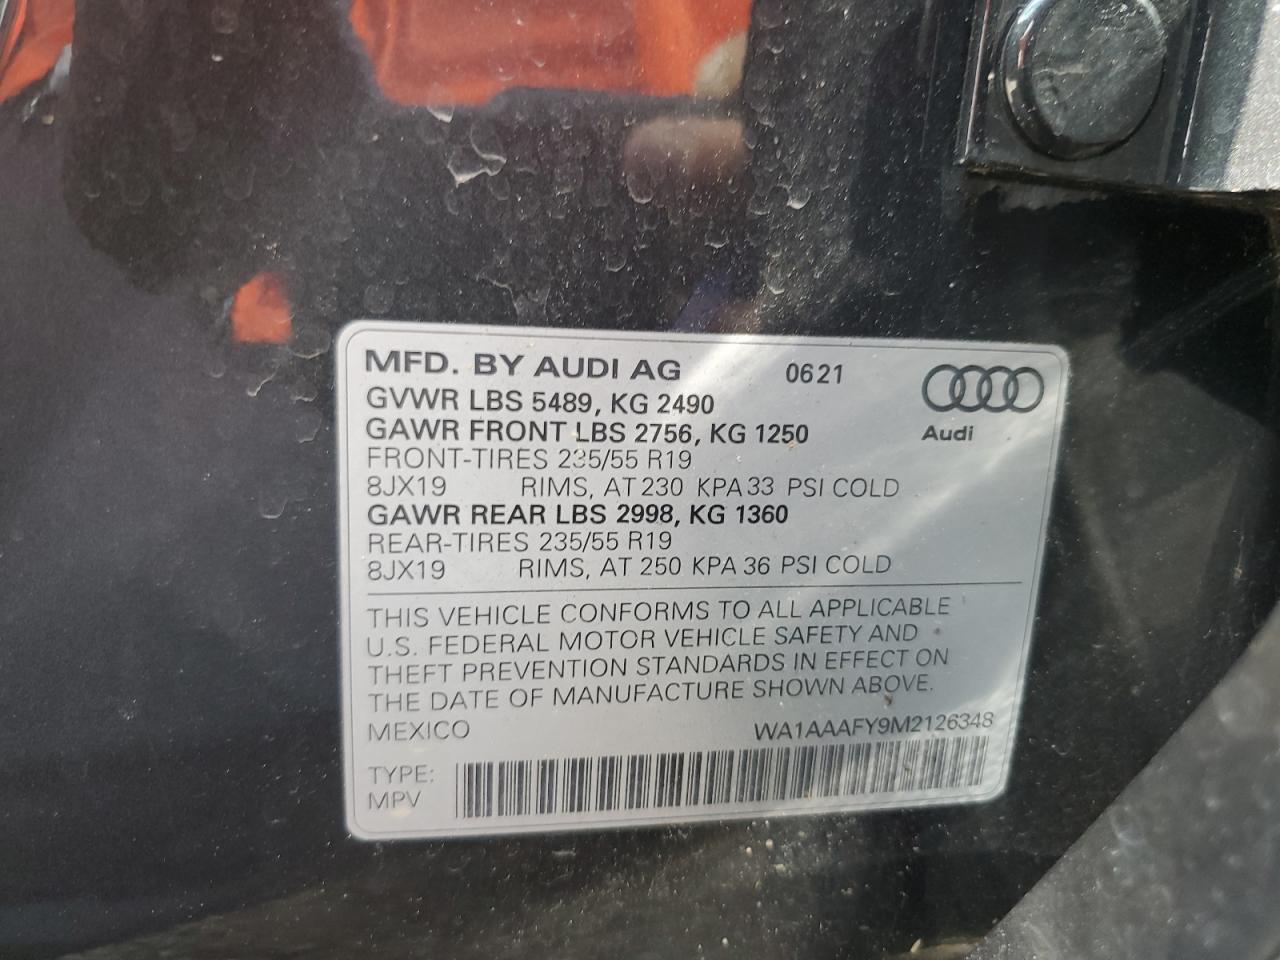 MFD. BY AUDI AG 0621
GVWR LBS 5489, KG 2490
Audi
GAWR FRONT LBS 2756, KG 1250
FRONT-TIRES 235/55 R19
8JX19 RIMS, AT 230 KPA 33 PSI COLD
GAWR REAR LBS 2998, KG 1360
REAR-TIRES 235/55 R19
8JX19 RIMS, AT 250 KPA 36 PSI COLD
THIS VEHICLE CONFORMS TO ALL APPLICABLE
U.S. FEDERAL MOTOR VEHICLE SAFETY AND
THEFT PREVENTION STANDARDS IN EFFECT ON
THE DATE OF MANUFACTURE SHOWN ABOVE.
MEXICO WA1AAAFY9M2126348
TYPE:
MPV